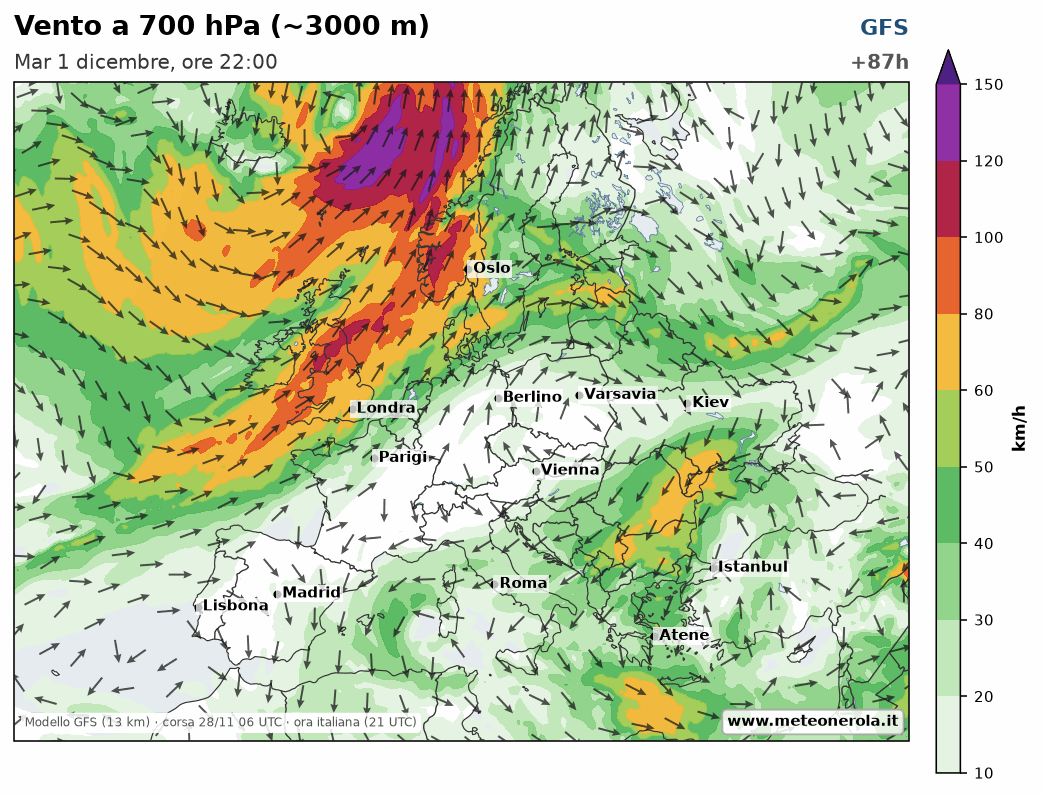 Vento a 700 hPa (~3000 m)
GFS
Mar 1 dicembre, ore 22:00
+87h
150
120
100
80
60
50
40
30
20
10
km/h
Oslo
Londra
Berlino
Varsavia
Kiev
Parigi
Vienna
Istanbul
Roma
Madrid
Lisbona
Atene
Modello GFS (13 km) · corsa 28/11 06 UTC · ora italiana (21 UTC)
www.meteonerola.it